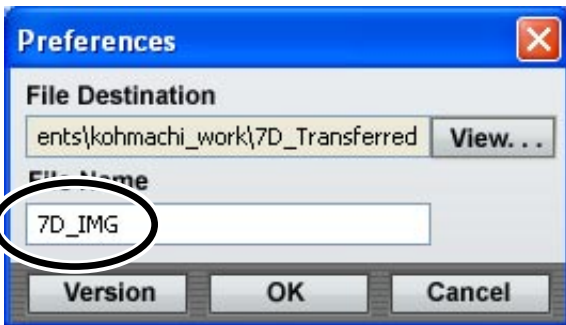 Preferences
File Destination
ents\kohmachi_work\7D_Transferred View. . .
File Name
7D_IMG
Version OK Cancel